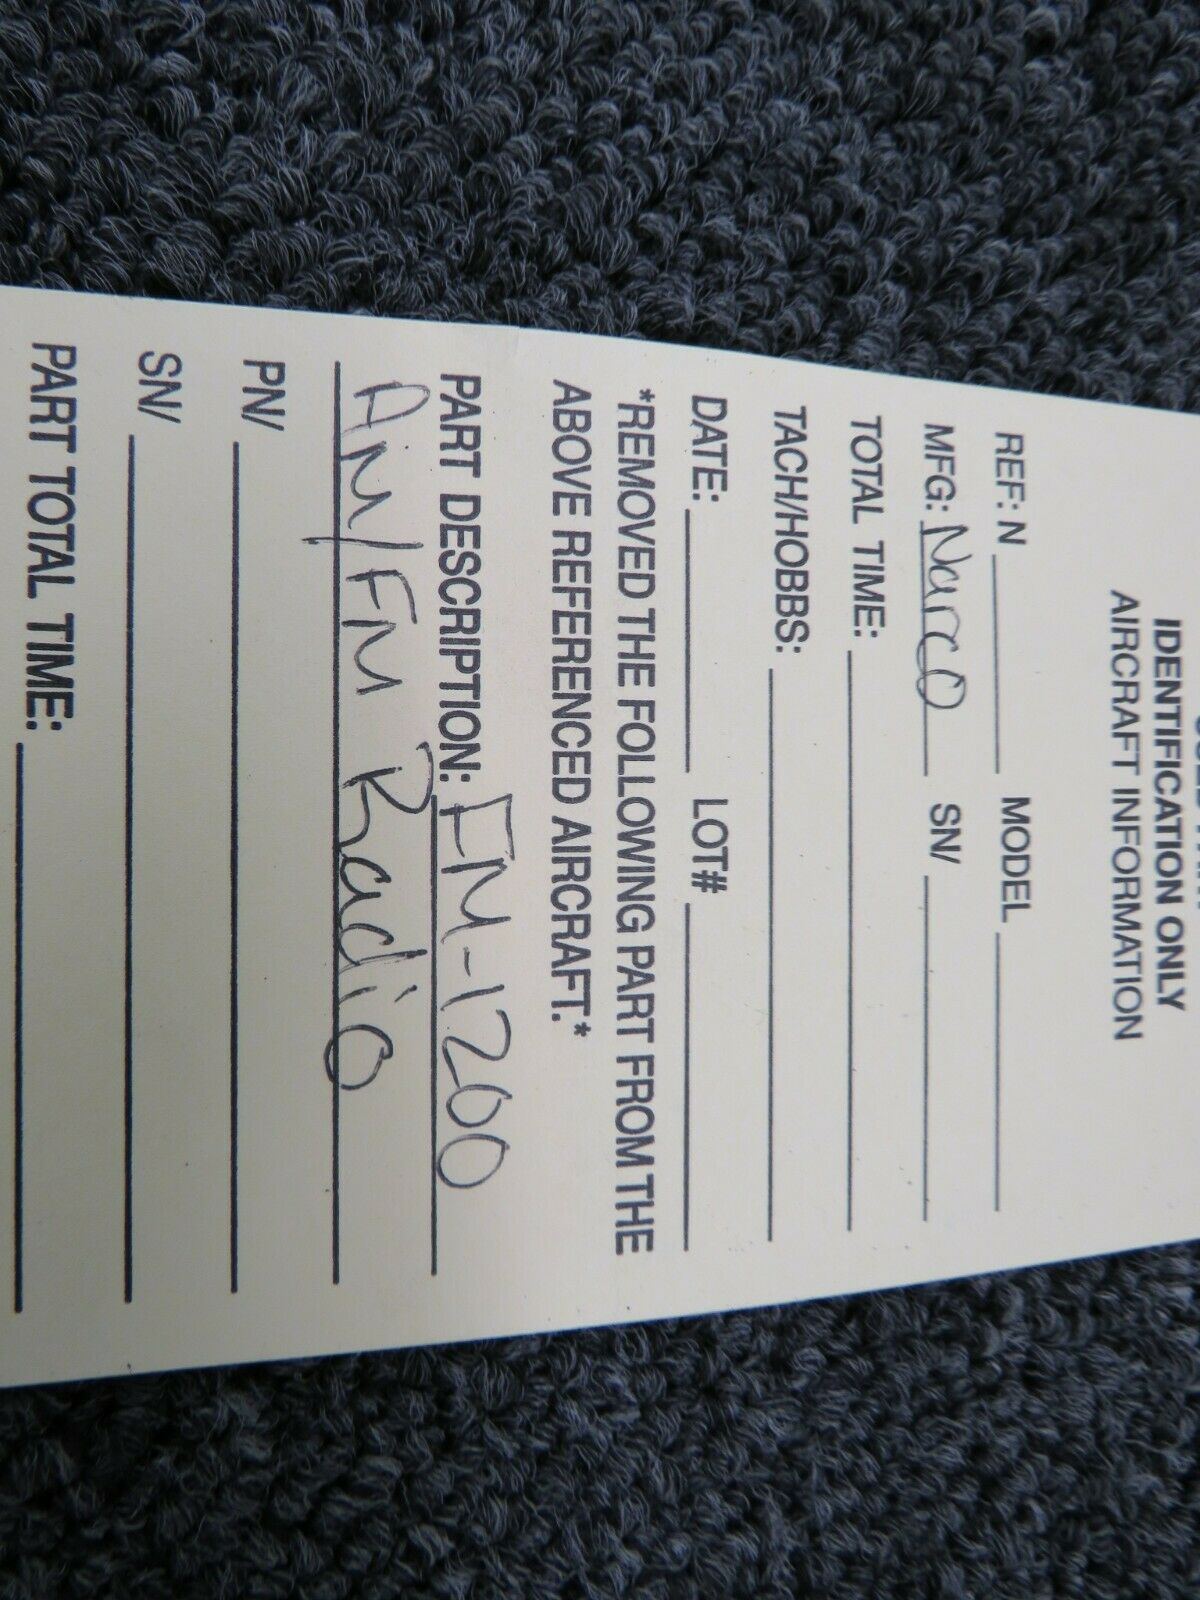 IDENTIFICATION ONLY
AIRCRAFT INFORMATION
REF: N MODEL
MFG: Narco SN/
TOTAL TIME:
TACH/HOBBS:
DATE: LOT#
*REMOVED THE FOLLOWING PART FROM THE
ABOVE REFERENCED AIRCRAFT.*
PART DESCRIPTION: FM-1200
AM/FM Radio
PN/
SN/
PART TOTAL TIME: